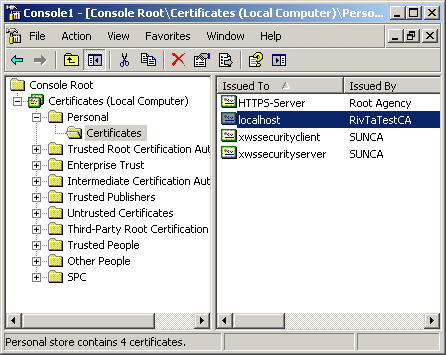 Console1 - [Console Root\Certificates (Local Computer)\Perso...
File Action View Favorites Window Help
Console Root
Certificates (Local Computer)
Personal
Certificates
Trusted Root Certification Aut
Enterprise Trust
Intermediate Certification Aut
Trusted Publishers
Untrusted Certificates
Third-Party Root Certification
Trusted People
Other People
SPC
Issued To Issued By
HTTPS-Server Root Agency
localhost RivTaTestCA
xwssecurityclient SUNCA
xwssecurityserver SUNCA
Personal store contains 4 certificates.